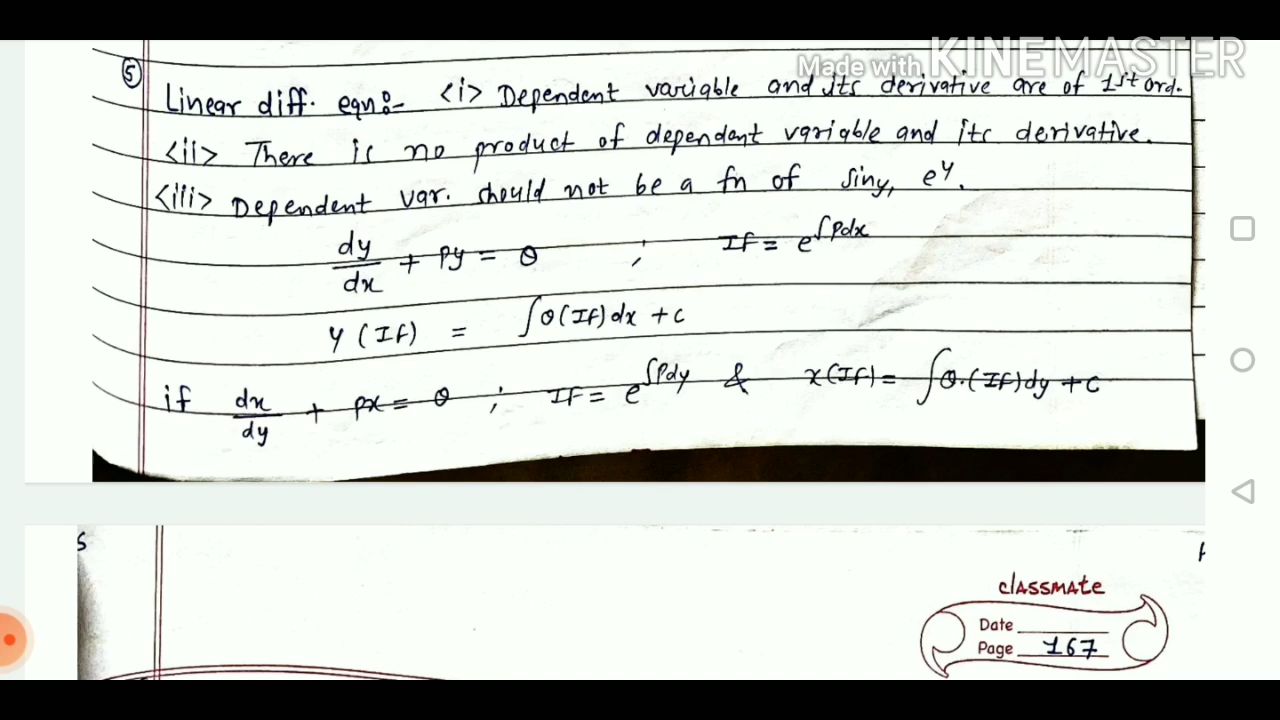 Made with KINEMASTER
⑤ Linear diff. eqn:- <i> Dependent variable and its derivative are of 1st ord.
<ii> There is no product of dependant variable and its derivative.
<iii> Dependent var. should not be a fn of siny, e^y.
dy/dx + Py = Q ; If = e^∫Pdx
y (If) = ∫Q(If)dx + c
if dx/dy + Px = Q ; If = e^∫Pdy & x(If) = ∫Q.(If)dy + c
classmate
Date
Page 167